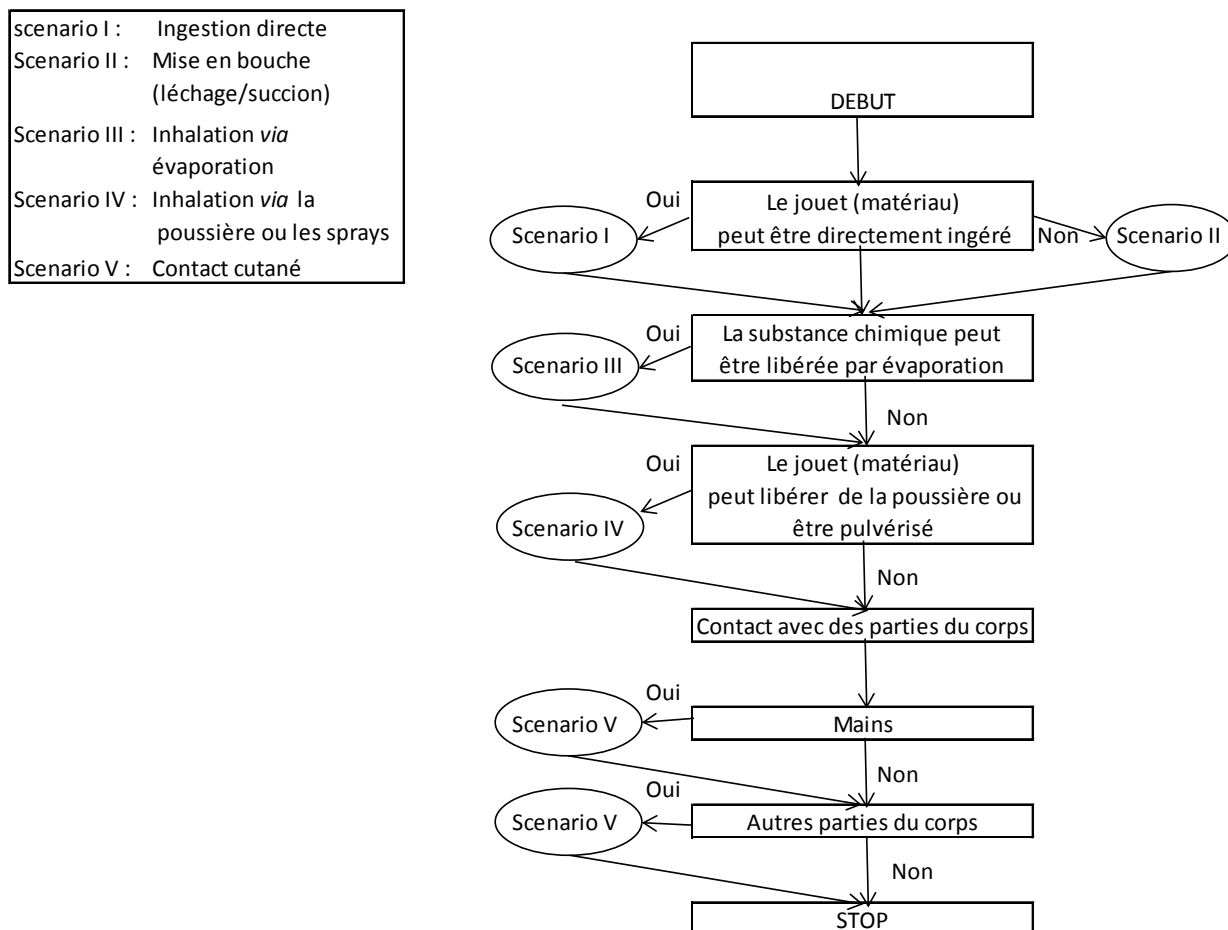 scenario I : Ingestion directe
Scenario II : Mise en bouche
(léchage/succion)
Scenario III : Inhalation via
évaporation
Scenario IV : Inhalation via la
poussière ou les sprays
Scenario V : Contact cutané
DEBUT
Oui
Le jouet (matériau)
peut être directement ingéré
Non
Scenario I
Scenario II
Oui
La substance chimique peut
être libérée par évaporation
Scenario III
Non
Oui
Le jouet (matériau)
peut libérer de la poussière ou
être pulvérisé
Scenario IV
Non
Contact avec des parties du corps
Oui
Scenario V
Mains
Non
Oui
Scenario V
Autres parties du corps
Non
STOP